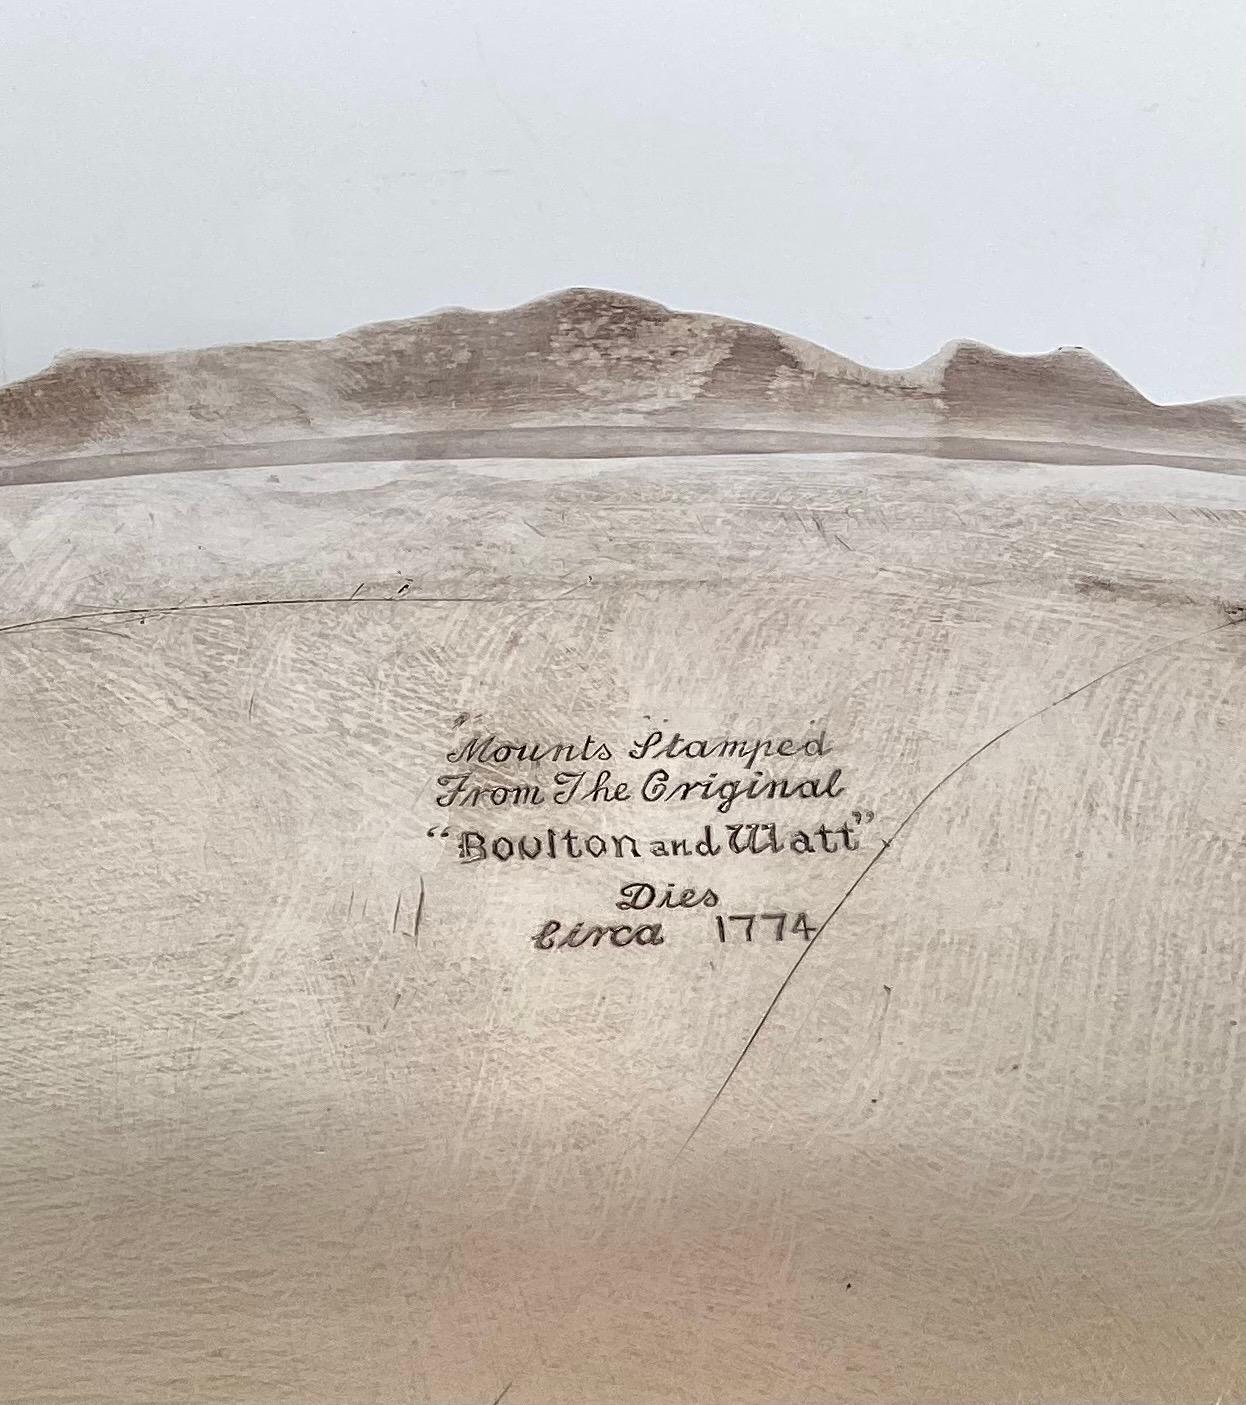 "Mounts Stamped
From The Original
“Boulton and Watt”
Dies
Circa 1774